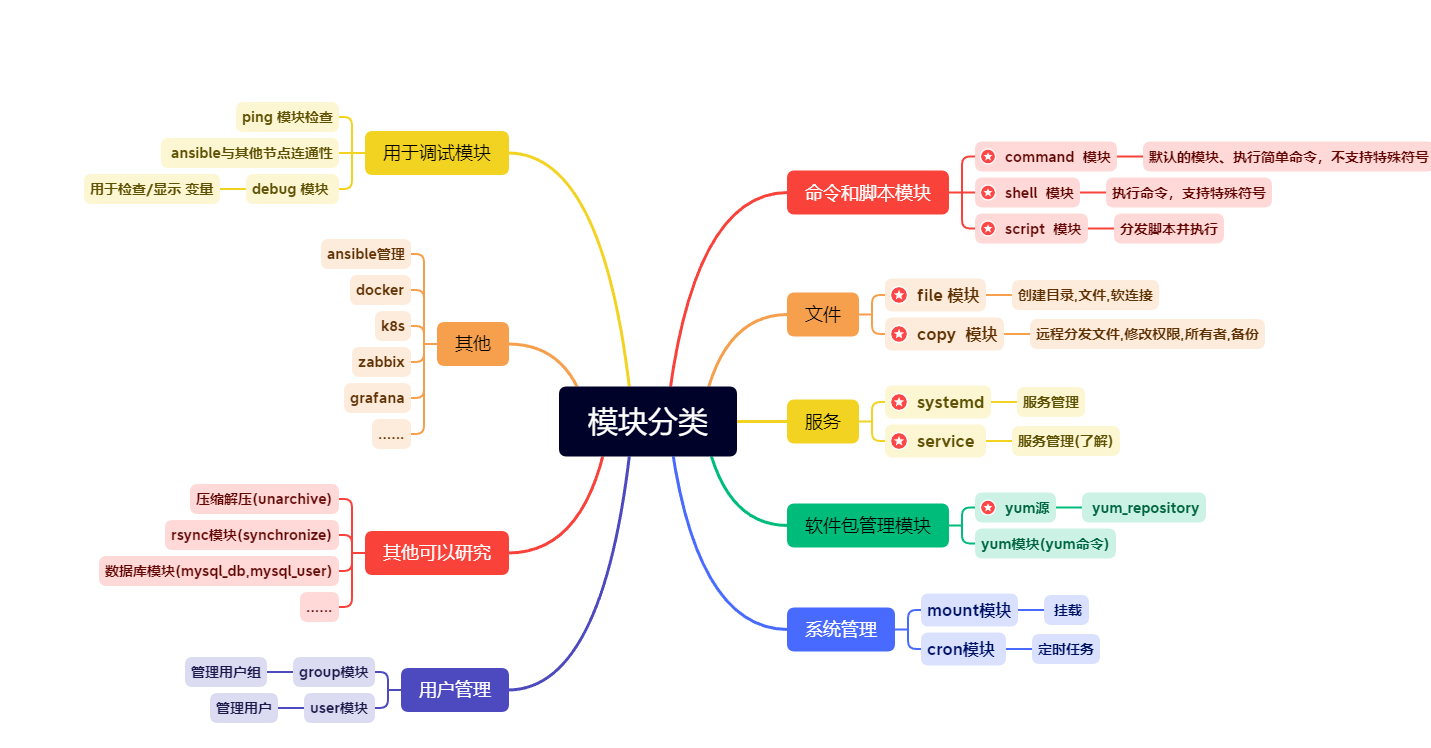 模块分类
命令和脚本模块
command 模块
默认的模块、执行简单命令，不支持特殊符号
shell 模块
执行命令，支持特殊符号
script 模块
分发脚本并执行
文件
file 模块
创建目录,文件,软连接
copy 模块
远程分发文件,修改权限,所有者,备份
服务
systemd
服务管理
service
服务管理(了解)
软件包管理模块
yum源
yum_repository
yum模块(yum命令)
系统管理
mount模块
挂载
cron模块
定时任务
用于调试模块
ping 模块检查
ansible与其他节点连通性
debug 模块
用于检查/显示 变量
其他
ansible管理
docker
k8s
zabbix
grafana
......
其他可以研究
压缩解压(unarchive)
rsync模块(synchronize)
数据库模块(mysql_db,mysql_user)
......
用户管理
group模块
管理用户组
user模块
管理用户